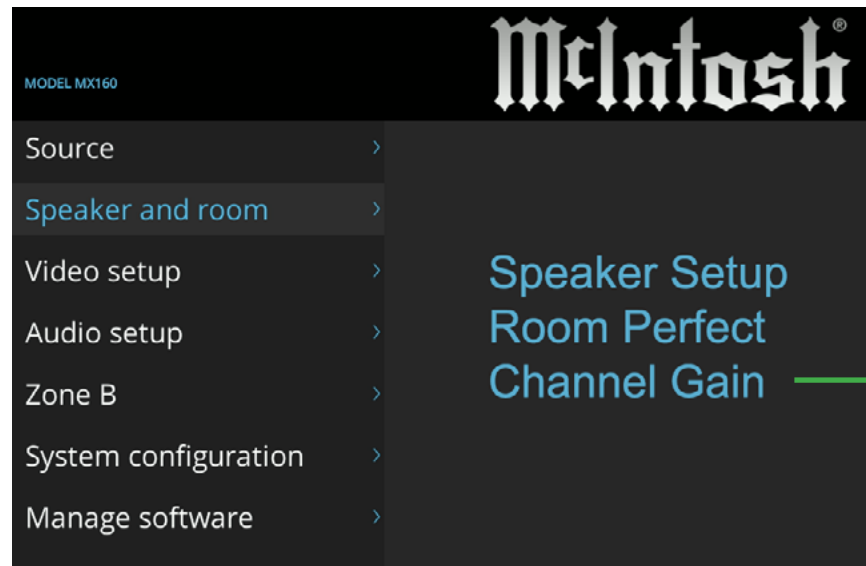 McIntosh®
MODEL MX160
Source
Speaker and room
Video setup
Audio setup
Zone B
System configuration
Manage software
Speaker Setup
Room Perfect
Channel Gain